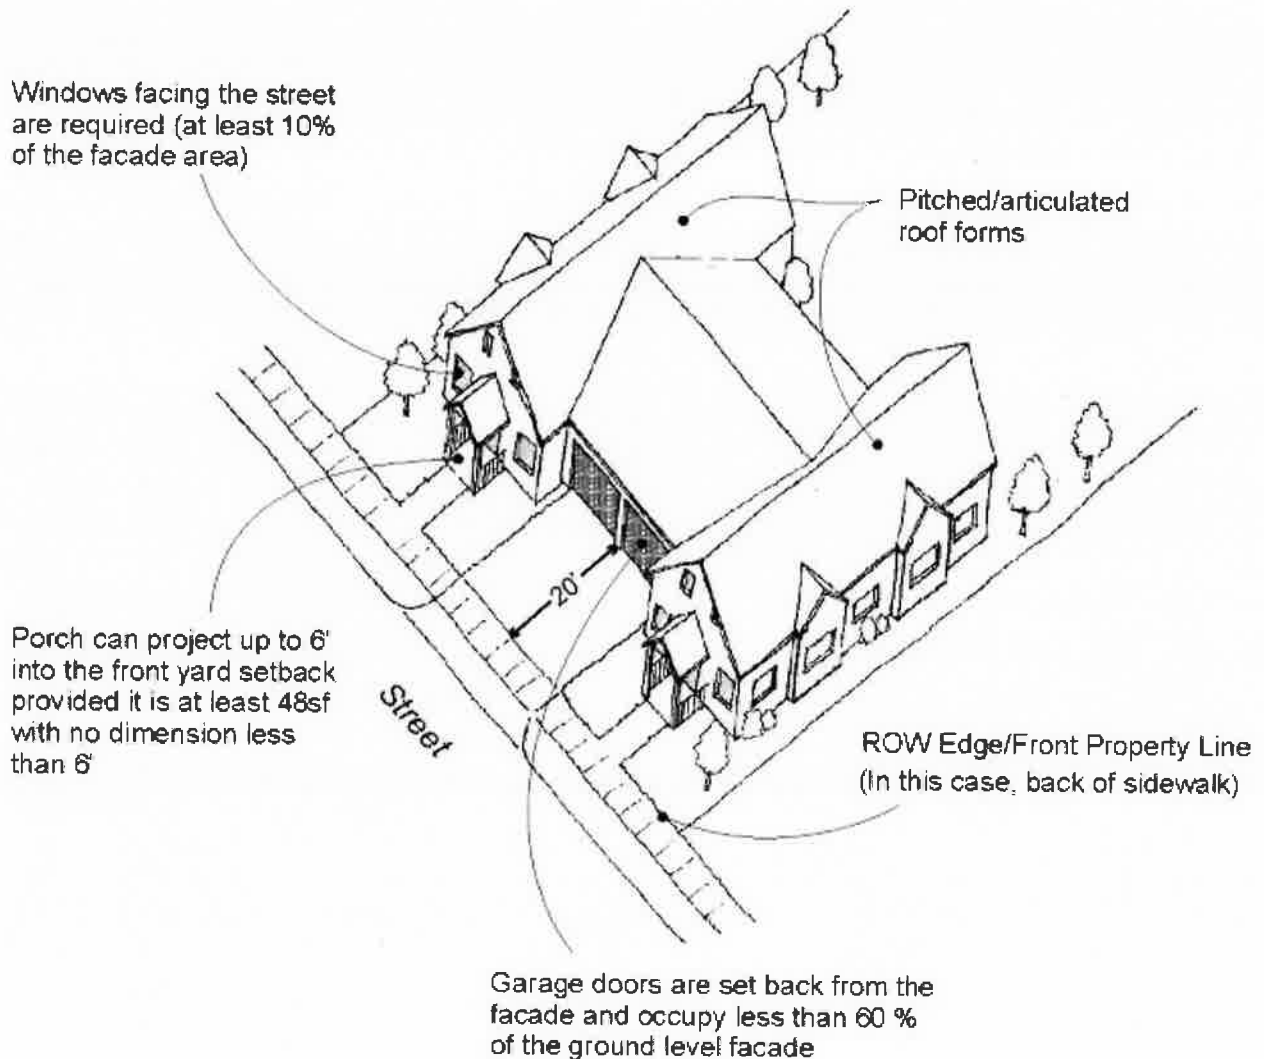 Windows facing the street
are required (at least 10%
of the facade area)
Pitched/articulated
roof forms
20'
Porch can project up to 6'
into the front yard setback
provided it is at least 48sf
with no dimension less
than 6'
Street
ROW Edge/Front Property Line
(In this case, back of sidewalk)
Garage doors are set back from the
facade and occupy less than 60 %
of the ground level facade